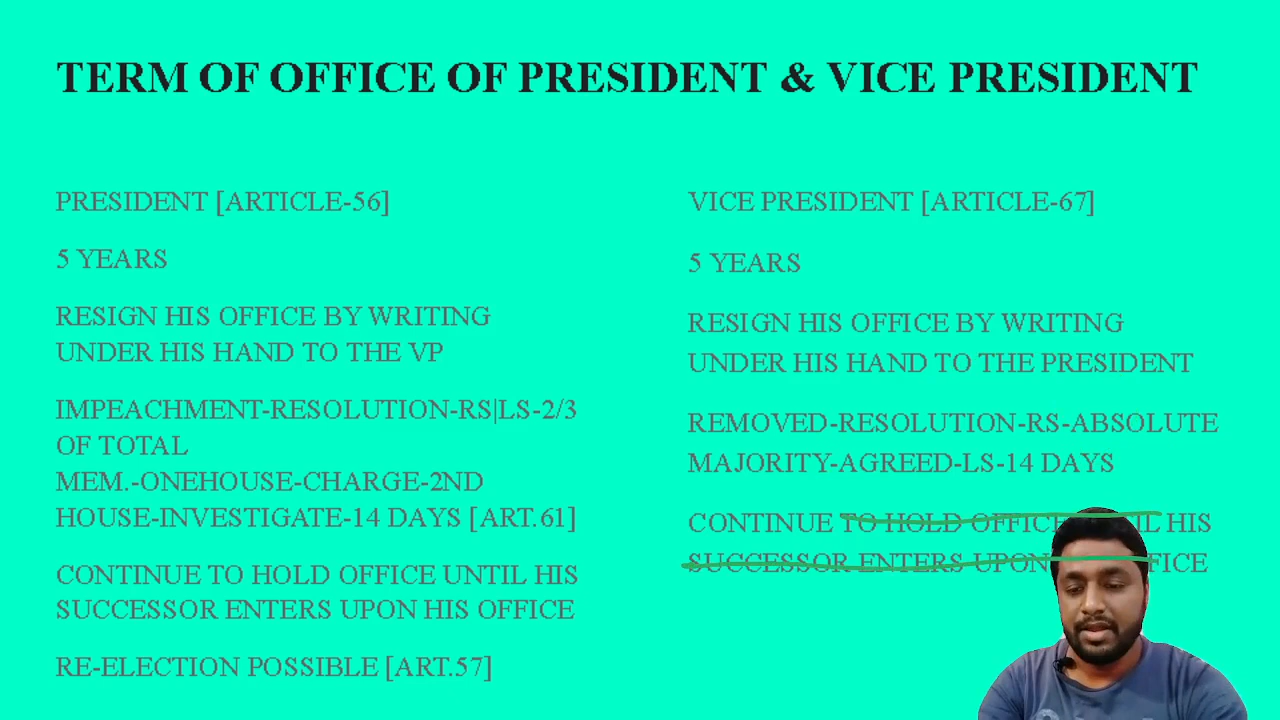 TERM OF OFFICE OF PRESIDENT & VICE PRESIDENT
PRESIDENT [ARTICLE-56]
5 YEARS
RESIGN HIS OFFICE BY WRITING
UNDER HIS HAND TO THE VP
IMPEACHMENT-RESOLUTION-RS|LS-2/3
OF TOTAL
MEM.-ONEHOUSE-CHARGE-2ND
HOUSE-INVESTIGATE-14 DAYS [ART.61]
CONTINUE TO HOLD OFFICE UNTIL HIS
SUCCESSOR ENTERS UPON HIS OFFICE
RE-ELECTION POSSIBLE [ART.57]
VICE PRESIDENT [ARTICLE-67]
5 YEARS
RESIGN HIS OFFICE BY WRITING
UNDER HIS HAND TO THE PRESIDENT
REMOVED-RESOLUTION-RS-ABSOLUTE
MAJORITY-AGREED-LS-14 DAYS
CONTINUE TO HOLD OFFICE HIS
SUCCESSOR ENTERS UPON